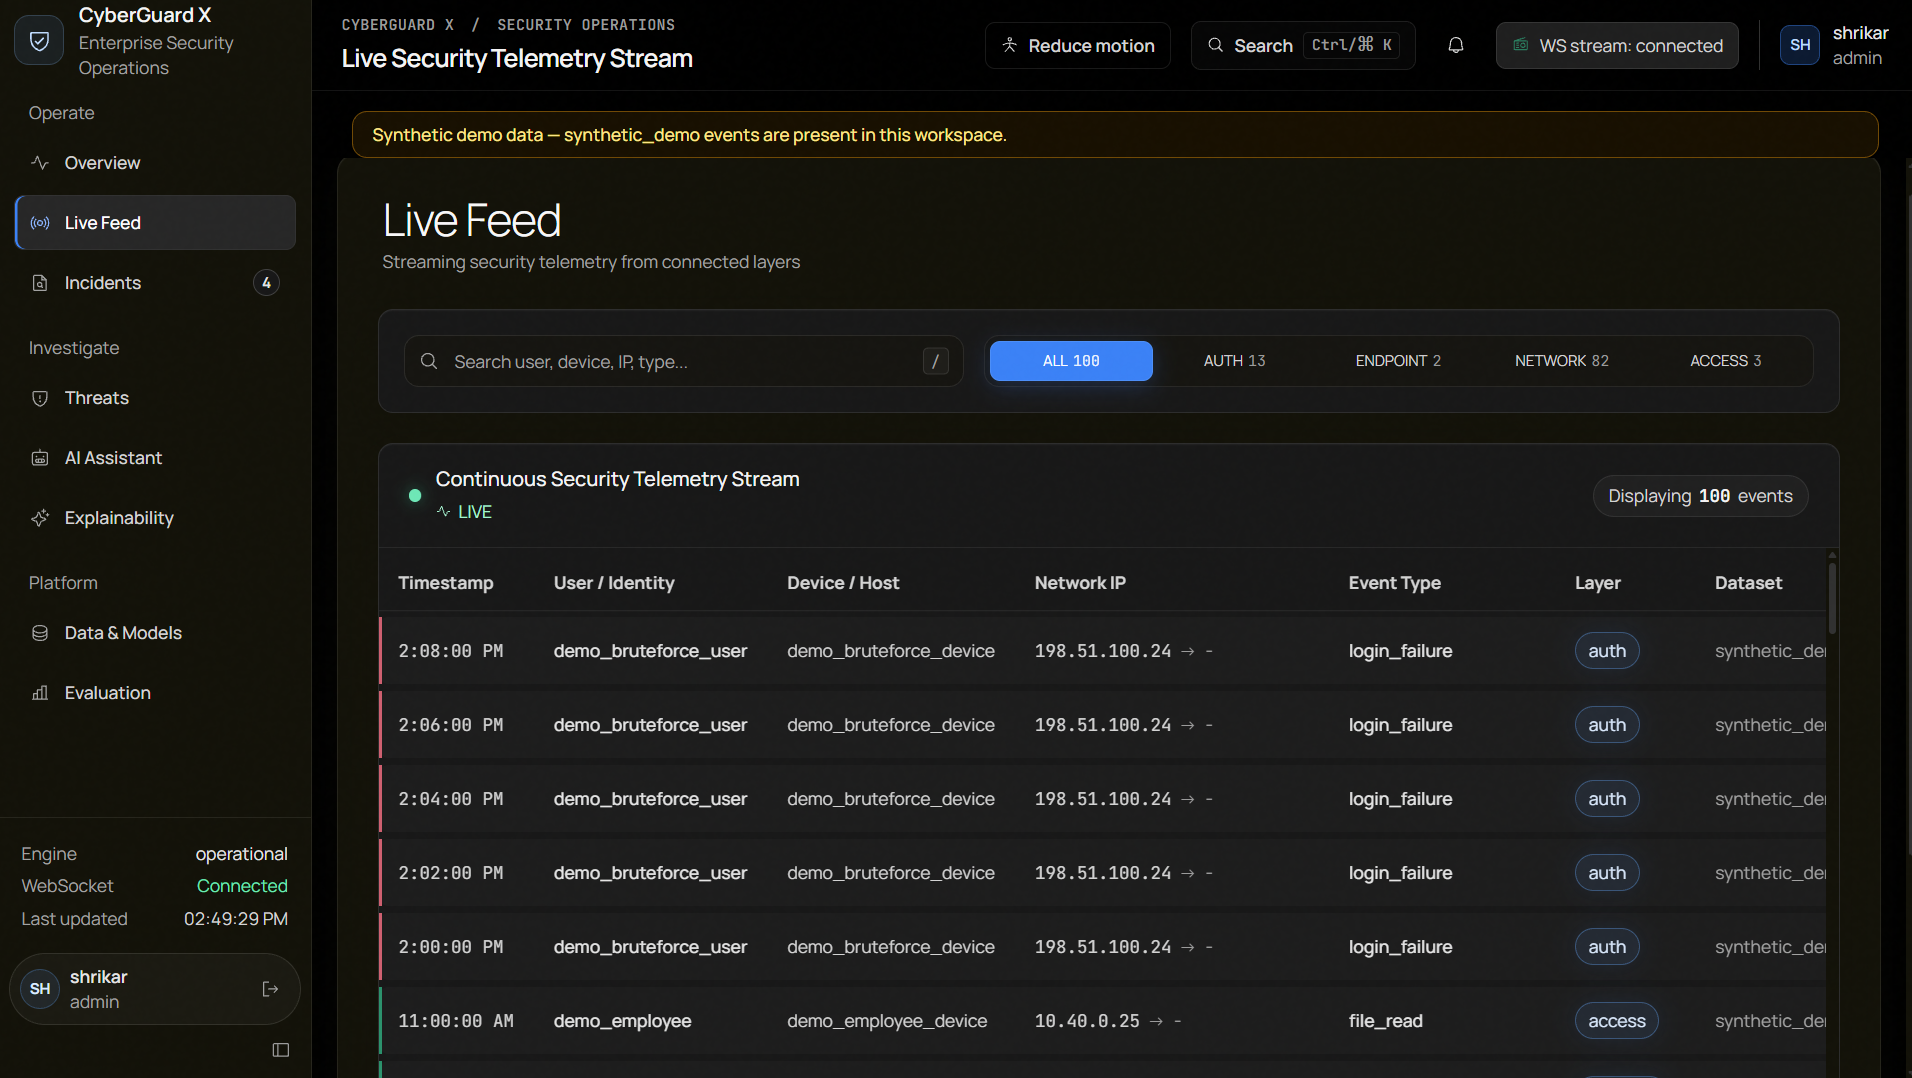 CyberGuard X
Enterprise Security
Operations
Operate
Overview
Live Feed
Incidents 4
Investigate
Threats
AI Assistant
Explainability
Platform
Data & Models
Evaluation
Engine operational
WebSocket Connected
Last updated 02:49:29 PM
SH shrikar
admin
CYBERGUARD X / SECURITY OPERATIONS
Live Security Telemetry Stream
Reduce motion
Search Ctrl/⌘ K
WS stream: connected
SH shrikar
admin
Synthetic demo data — synthetic_demo events are present in this workspace.
Live Feed
Streaming security telemetry from connected layers
Search user, device, IP, type... /
ALL 100 AUTH 13 ENDPOINT 2 NETWORK 82 ACCESS 3
Continuous Security Telemetry Stream
LIVE
Displaying 100 events
Timestamp User / Identity Device / Host Network IP Event Type Layer Dataset
2:08:00 PM demo_bruteforce_user demo_bruteforce_device 198.51.100.24 → - login_failure auth synthetic_de
2:06:00 PM demo_bruteforce_user demo_bruteforce_device 198.51.100.24 → - login_failure auth synthetic_de
2:04:00 PM demo_bruteforce_user demo_bruteforce_device 198.51.100.24 → - login_failure auth synthetic_de
2:02:00 PM demo_bruteforce_user demo_bruteforce_device 198.51.100.24 → - login_failure auth synthetic_de
2:00:00 PM demo_bruteforce_user demo_bruteforce_device 198.51.100.24 → - login_failure auth synthetic_de
11:00:00 AM demo_employee demo_employee_device 10.40.0.25 → - file_read access synthetic_de